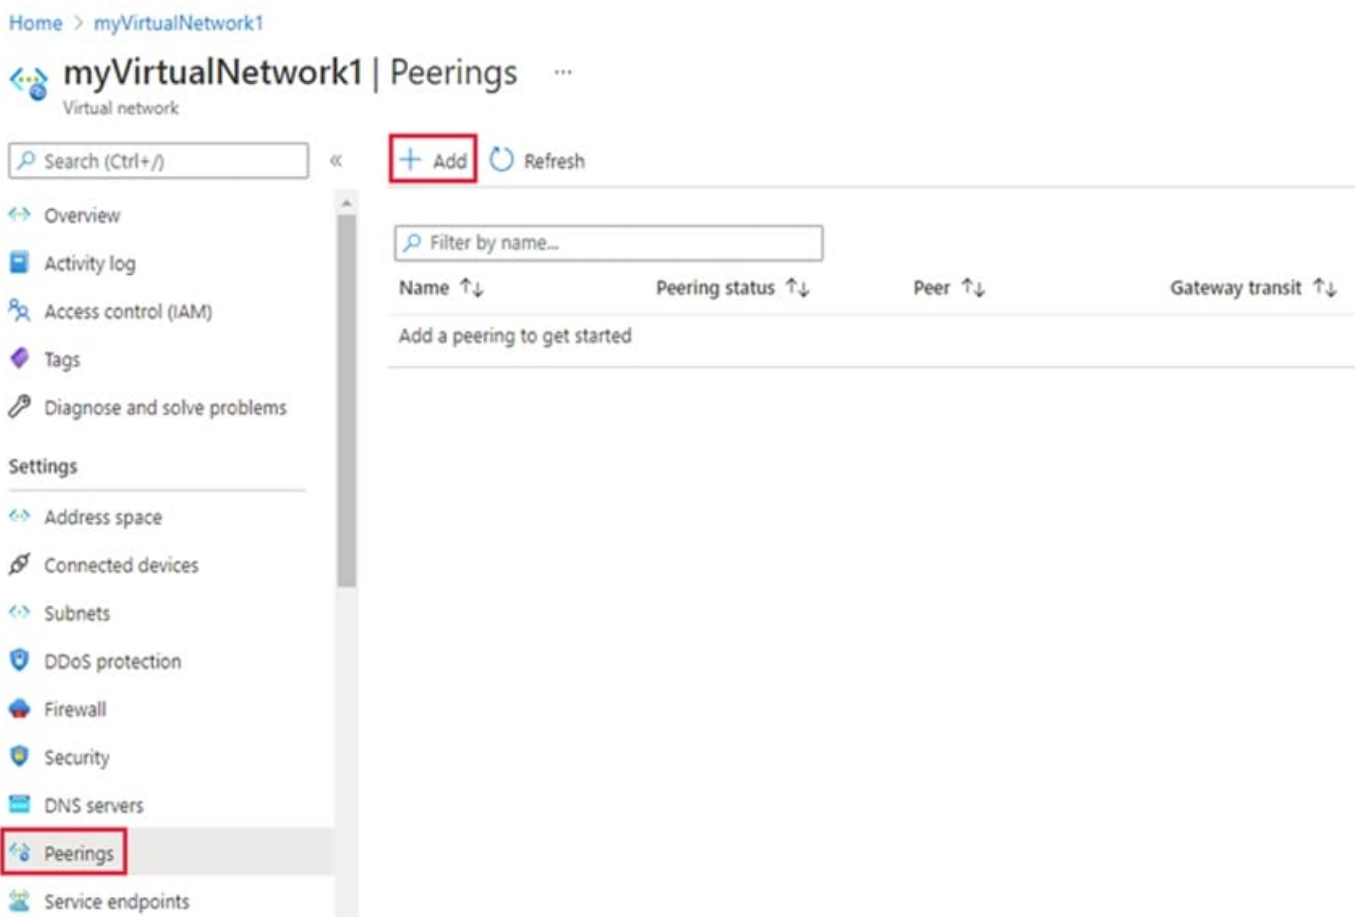 Home > myVirtualNetwork1
myVirtualNetwork1 | Peerings ...
Virtual network
Search (Ctrl+/)
«
+ Add
Refresh
Overview
Activity log
Access control (IAM)
Tags
Diagnose and solve problems
Settings
Address space
Connected devices
Subnets
DDoS protection
Firewall
Security
DNS servers
Peerings
Service endpoints
Filter by name...
Name ↑↓ Peering status ↑↓ Peer ↑↓ Gateway transit ↑↓
Add a peering to get started